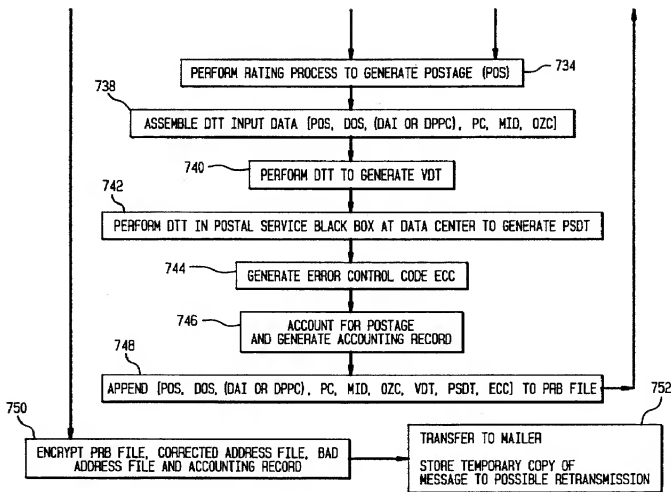 PERFORM RATING PROCESS TO GENERATE POSTAGE (POS)
734
738
ASSEMBLE DTT INPUT DATA [POS, DOS, (DAI OR DPPC), PC, MID, OZC]
740
PERFORM DTT TO GENERATE VDT
742
PERFORM DTT IN POSTAL SERVICE BLACK BOX AT DATA CENTER TO GENERATE PSDT
744
GENERATE ERROR CONTROL CODE ECC
746
ACCOUNT FOR POSTAGE
AND GENERATE ACCOUNTING RECORD
748
APPEND [POS, DOS, (DAI OR DPPC), PC, MID, OZC, VDT, PSDT, ECC] TO PRB FILE
750
ENCRYPT PRB FILE, CORRECTED ADDRESS FILE, BAD
ADDRESS FILE AND ACCOUNTING RECORD
752
TRANSFER TO MAILER
STORE TEMPORARY COPY OF
MESSAGE TO POSSIBLE RETRANSMISSION